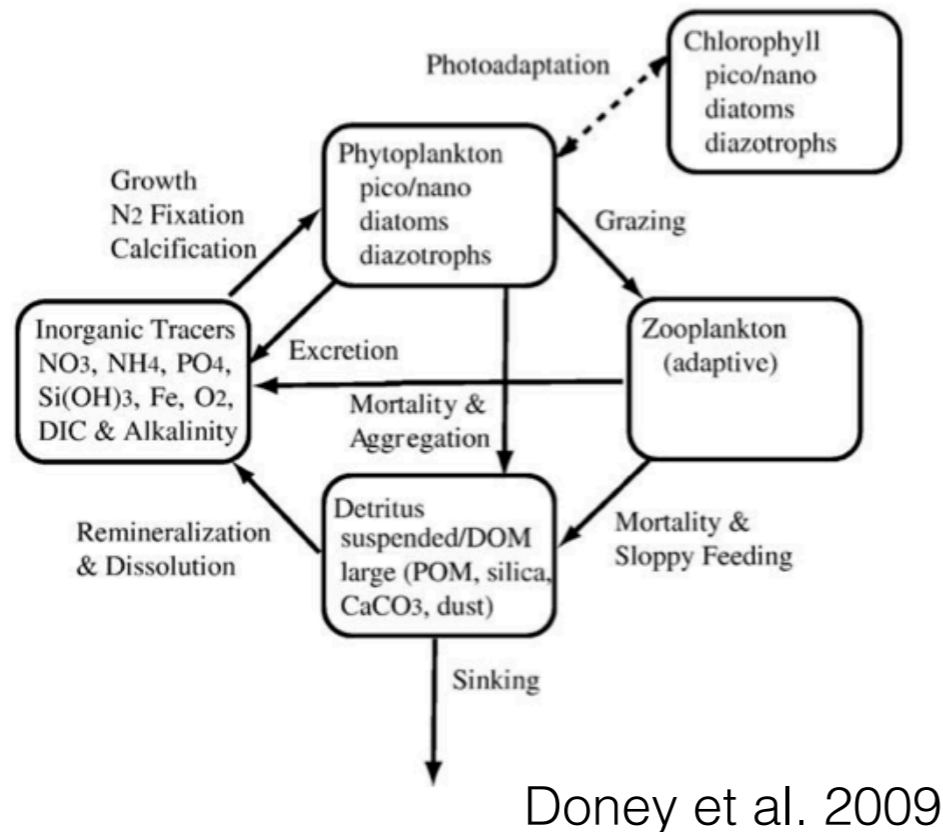 Photoadaptation
Chlorophyll
pico/nano
diatoms
diazotrophs
Phytoplankton
pico/nano
diatoms
diazotrophs
Growth
N2 Fixation
Calcification
Grazing
Inorganic Tracers
NO3, NH4, PO4,
Si(OH)3, Fe, O2,
DIC & Alkalinity
Excretion
Zooplankton
(adaptive)
Mortality &
Aggregation
Detritus
suspended/DOM
large (POM, silica,
CaCO3, dust)
Remineralization
& Dissolution
Mortality &
Sloppy Feeding
Sinking
Doney et al. 2009